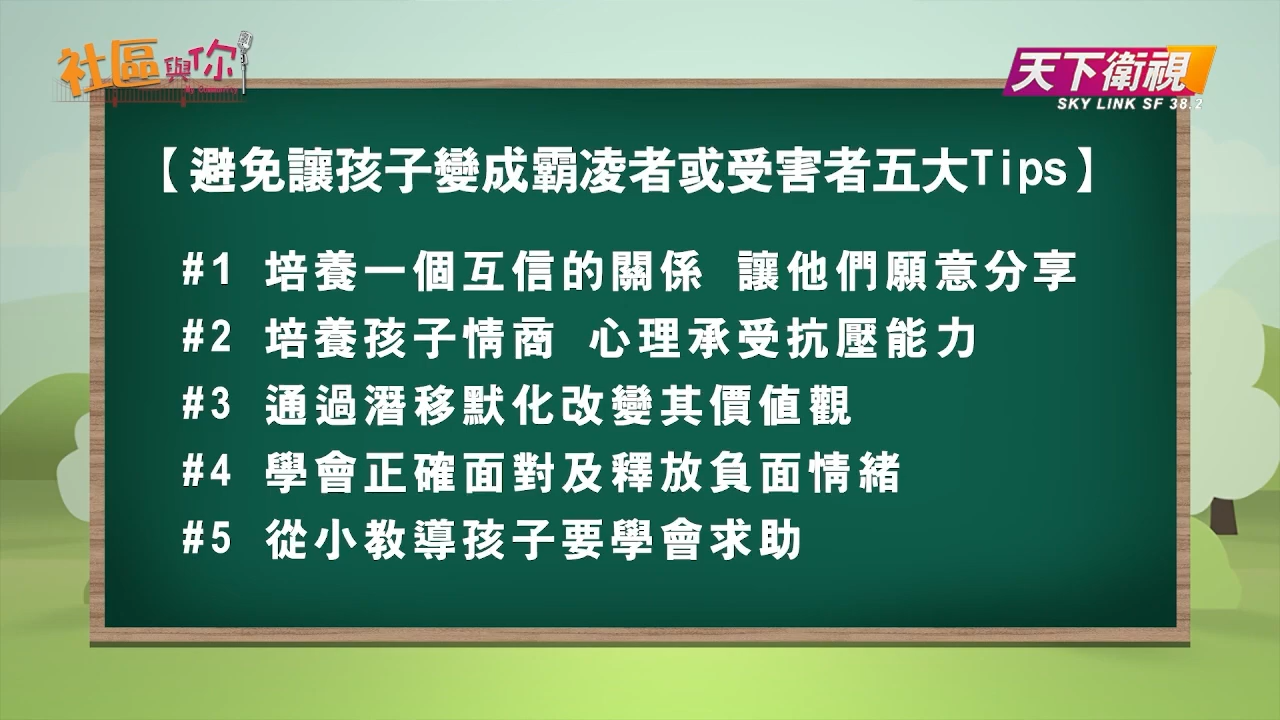 社區與你
My Community
天下衛視
SKY LINK SF 38.2
【避免讓孩子變成霸凌者或受害者五大Tips】
#1 培養一個互信的關係 讓他們願意分享
#2 培養孩子情商 心理承受抗壓能力
#3 通過潛移默化改變其價值觀
#4 學會正確面對及釋放負面情緒
#5 從小教導孩子要學會求助